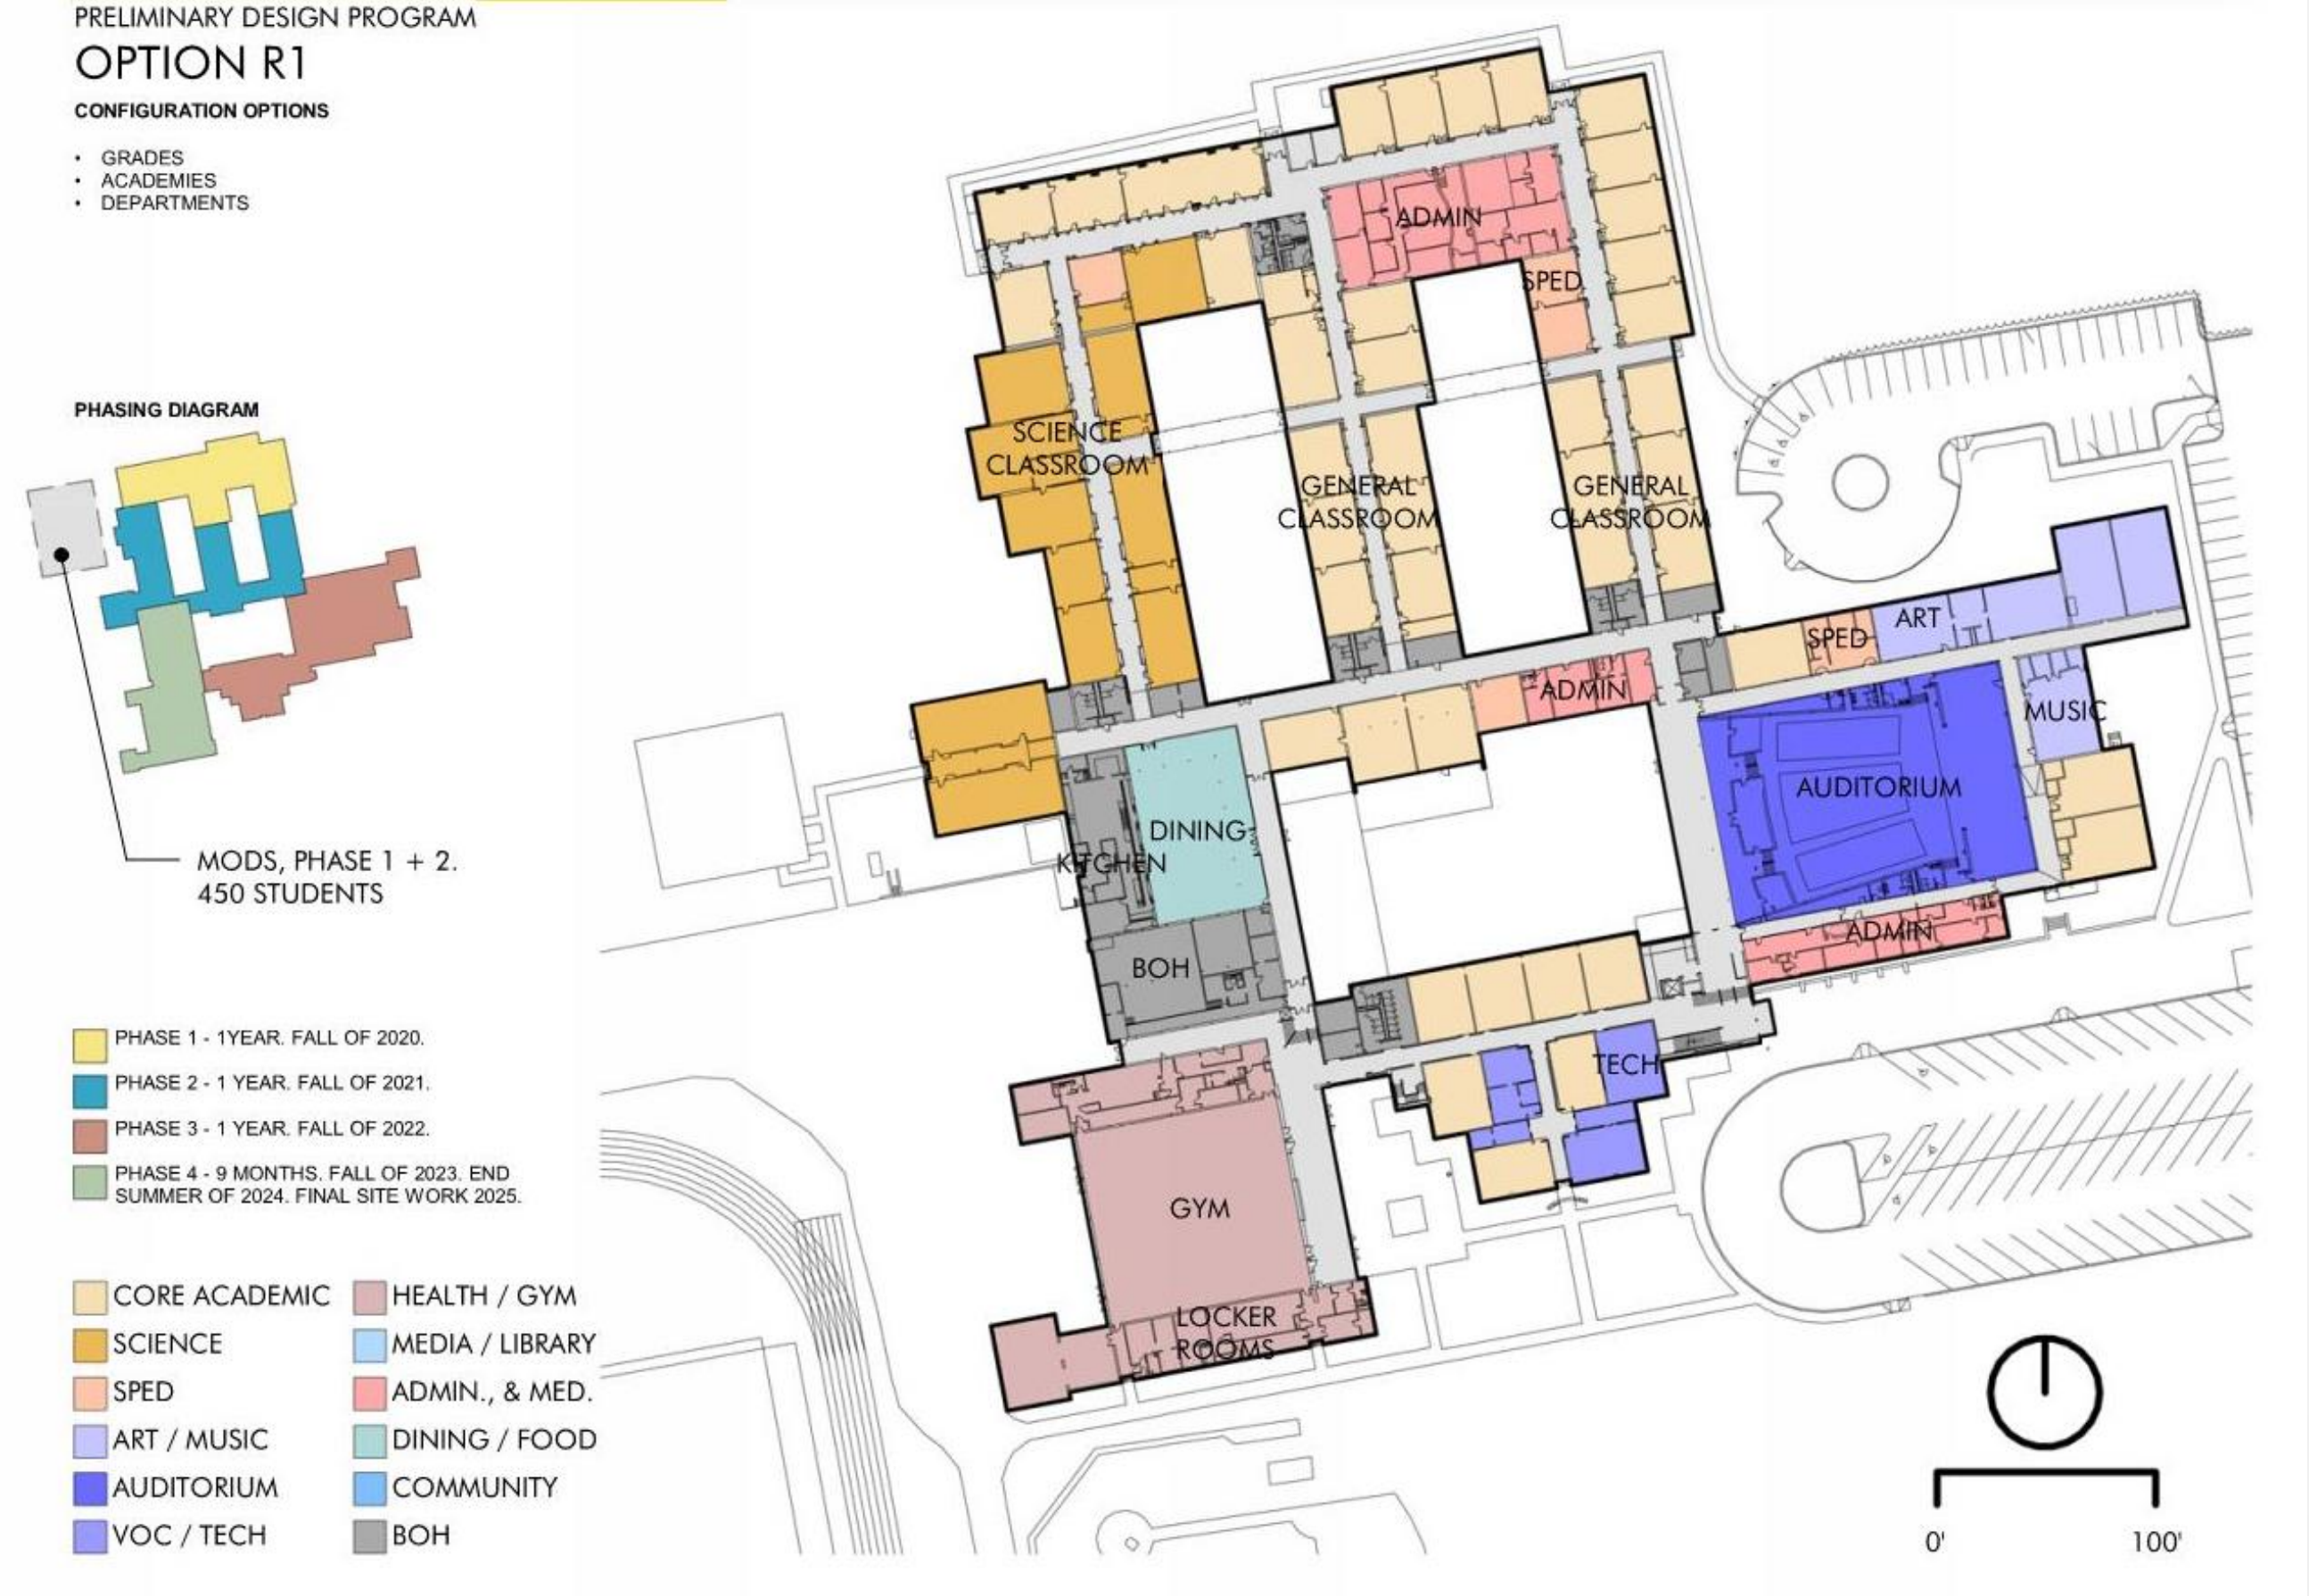 PRELIMINARY DESIGN PROGRAM
OPTION R1
CONFIGURATION OPTIONS
• GRADES
• ACADEMIES
• DEPARTMENTS
PHASING DIAGRAM
MODS, PHASE 1 + 2.
450 STUDENTS
PHASE 1 - 1YEAR. FALL OF 2020.
PHASE 2 - 1 YEAR. FALL OF 2021.
PHASE 3 - 1 YEAR. FALL OF 2022.
PHASE 4 - 9 MONTHS. FALL OF 2023. END
SUMMER OF 2024. FINAL SITE WORK 2025.
CORE ACADEMIC
SCIENCE
SPED
ART / MUSIC
AUDITORIUM
VOC / TECH
HEALTH / GYM
MEDIA / LIBRARY
ADMIN., & MED.
DINING / FOOD
COMMUNITY
BOH
ADMIN
SPED
SCIENCE
CLASSROOM
GENERAL
CLASSROOM
GENERAL
CLASSROOM
ART
SPED
ADMIN
MUSIC
AUDITORIUM
DINING
KITCHEN
ADMIN
BOH
TECH
GYM
LOCKER
ROOMS
0'
100'